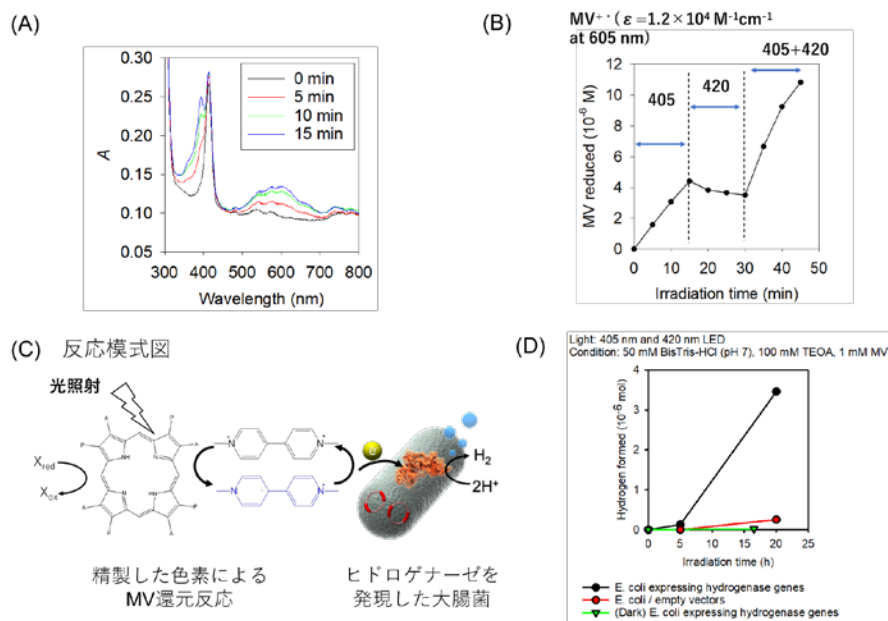 (A)
0.30
0.25
0.20
0.15
0.10
0.05
A
300 400 500 600 700 800
Wavelength (nm)
0 min
5 min
10 min
15 min
(B)
MV⁺・( ε =1.2×10⁴ M⁻¹cm⁻¹
at 605 nm)
405+420
405
420
12
10
8
6
4
2
0
MV reduced (10⁻⁶ M)
0 10 20 30 40 50
Irradiation time (min)
(C) 反応模式図
光照射
Xred
Xox
A P A P A P A P
NH N N HN
N⁺ N⁺
N N⁺
e
H₂
2H⁺
精製した色素による
MV還元反応
ヒドロゲナーゼを
発現した大腸菌
(D)
Light: 405 nm and 420 nm LED
Condition: 50 mM BisTris-HCl (pH 7), 100 mM TEOA, 1 mM MV
4
3
2
1
0
Hydrogen formed (10⁻⁶ mol)
0 5 10 15 20
Irradiation time (h)
E. coli expressing hydrogenase genes
E. coli / empty vectors
(Dark) E. coli expressing hydrogenase genes